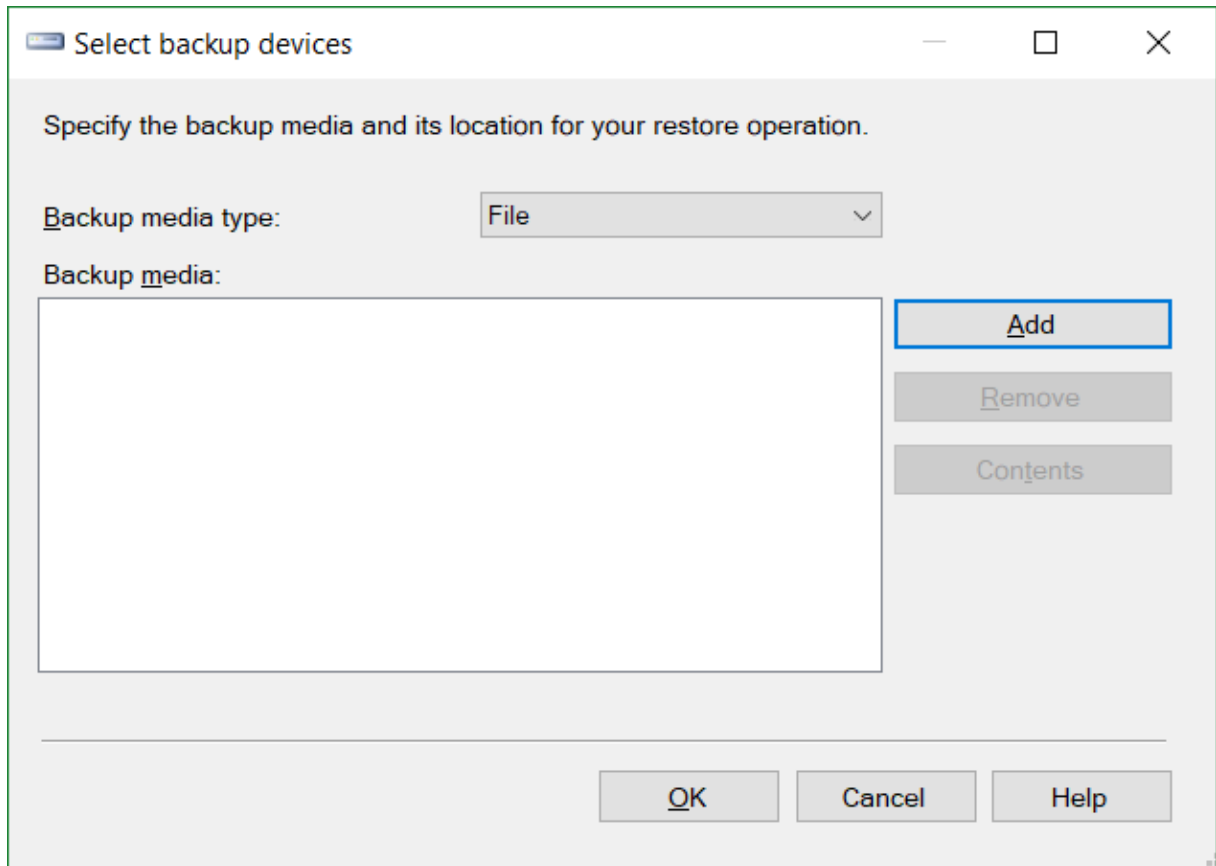 Select backup devices
Specify the backup media and its location for your restore operation.
Backup media type:
File
Backup media:
Add
Remove
Contents
OK
Cancel
Help